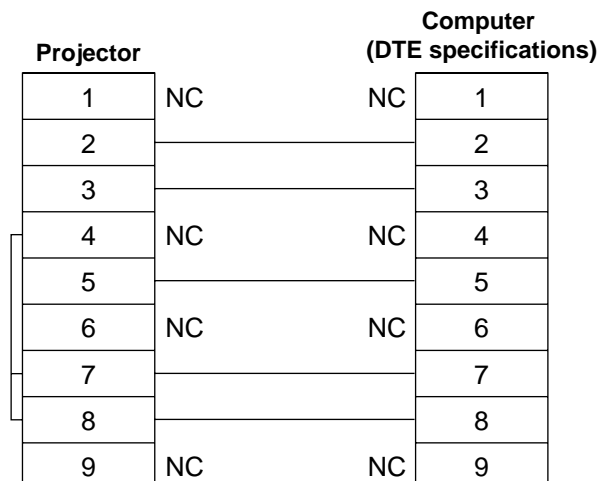 Computer
Projector (DTE specifications)
1 NC NC 1
2 2
3 3
4 NC NC 4
5 5
6 NC NC 6
7 7
8 8
9 NC NC 9